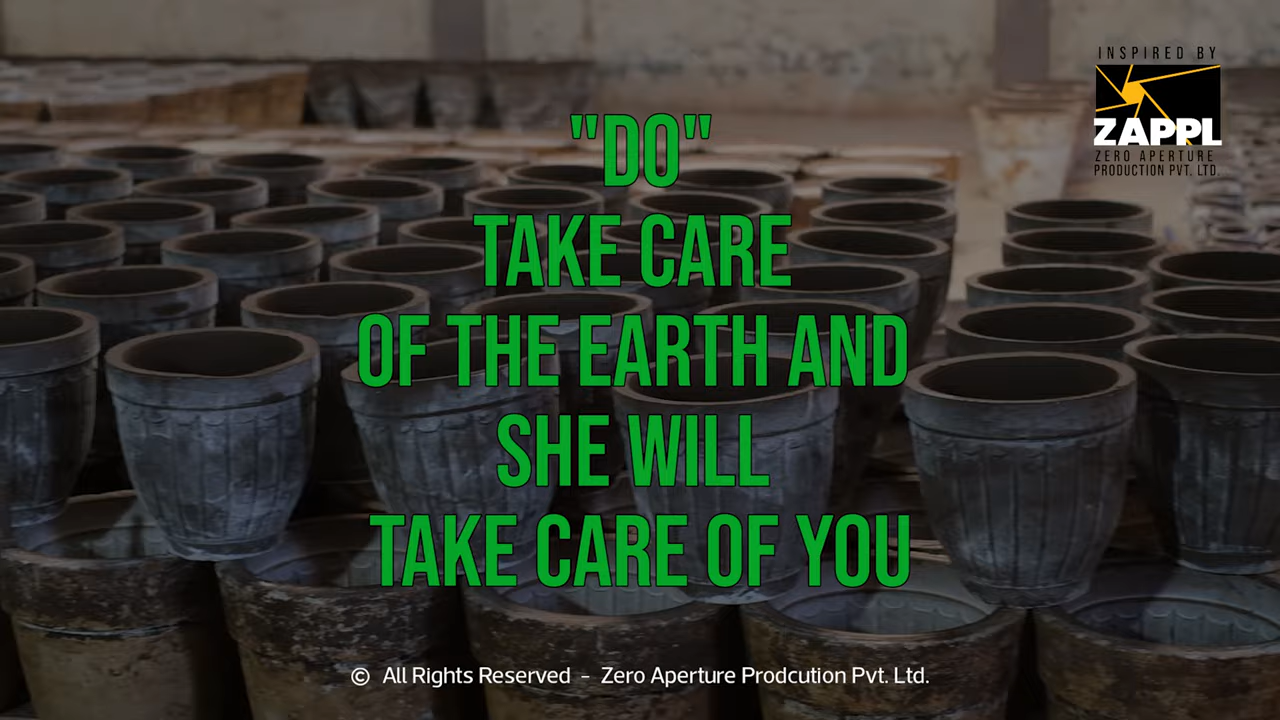 INSPIRED BY
ZAPPL
ZERO APERTURE
PRODUCTION PVT. LTD.
"DO"
TAKE CARE
OF THE EARTH AND
SHE WILL
TAKE CARE OF YOU
© All Rights Reserved - Zero Aperture Prodcution Pvt. Ltd.